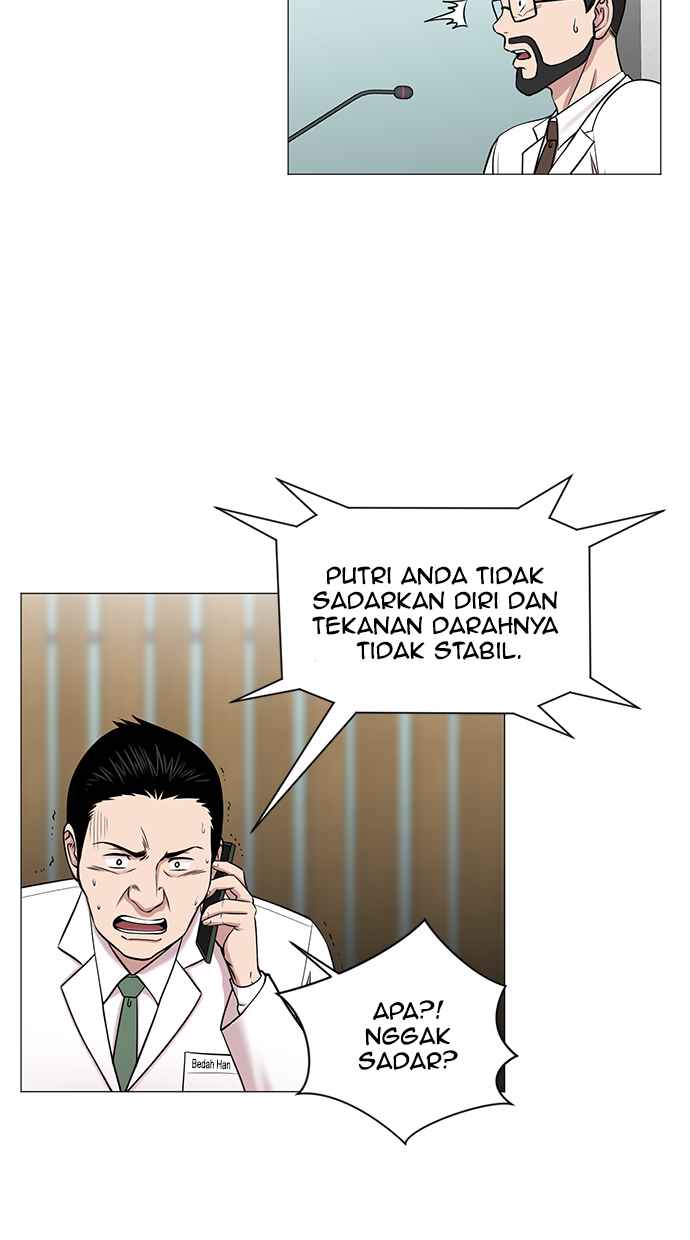 PUTRI ANDA TIDAK
SADARKAN DIRI DAN
TEKANAN DARAHNYA
TIDAK STABIL.
APA?!
NGGAK
SADAR?
Bedah Han